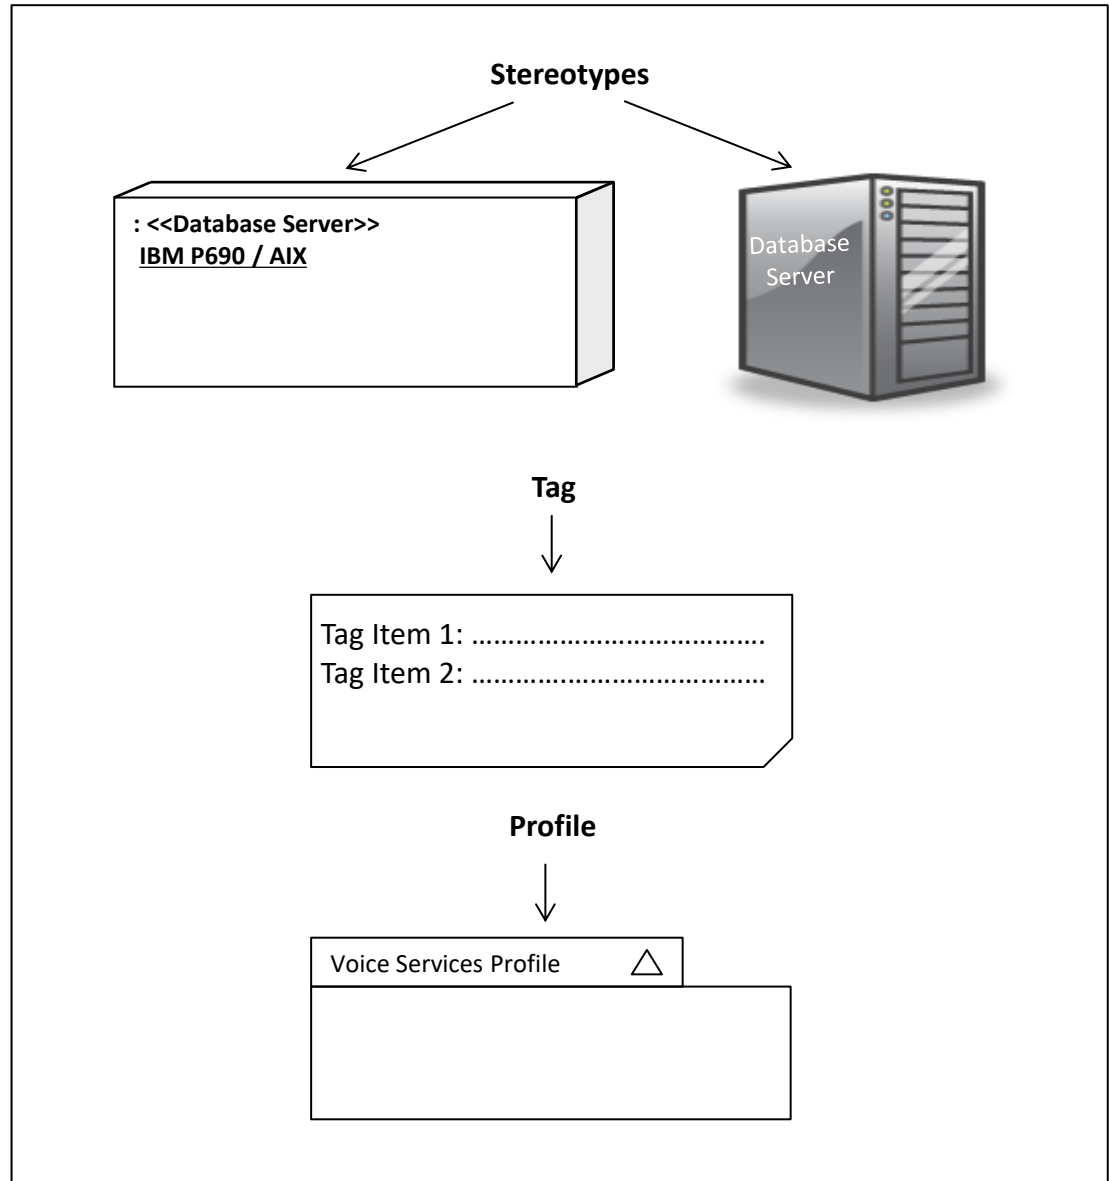 Stereotypes
: <<Database Server>>
IBM P690 / AIX
Database
Server
Tag
Tag Item 1: ………………………………….
Tag Item 2: …………………………………
Profile
Voice Services Profile